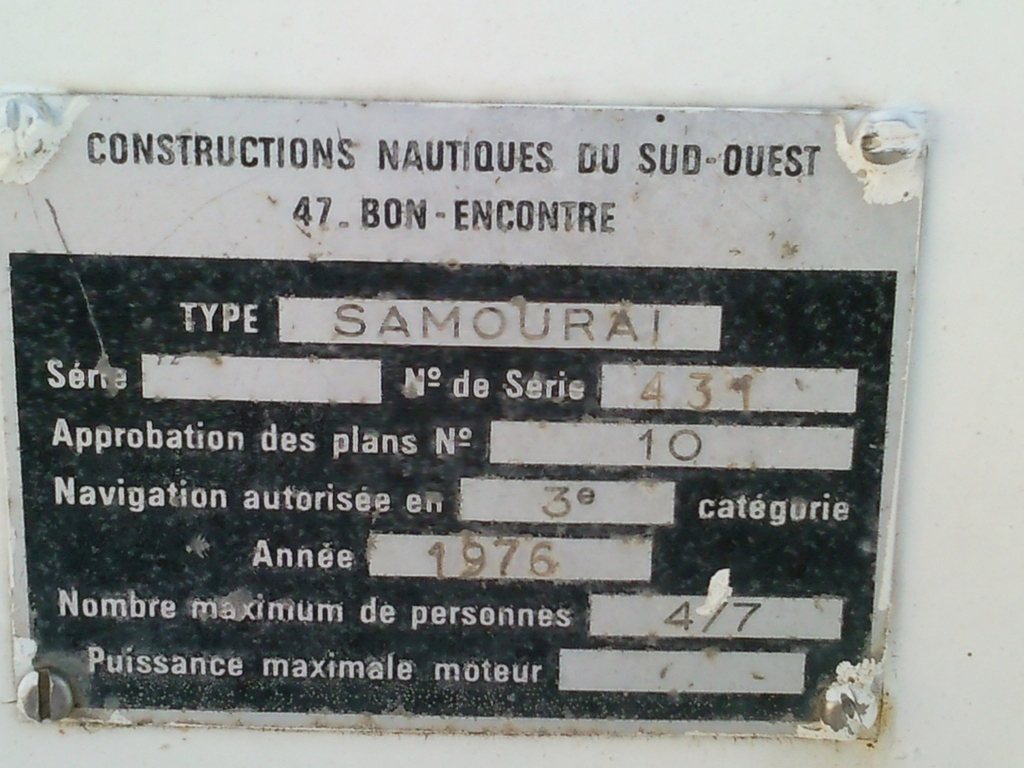 CONSTRUCTIONS NAUTIQUES DU SUD-OUEST
47. BON-ENCONTRE
TYPE SAMOURAI
Série Nº de Série 431
Approbation des plans Nº 10
Navigation autorisée en 3e catégorie
Année 1976
Nombre maximum de personnes 4/7
Puissance maximale moteur